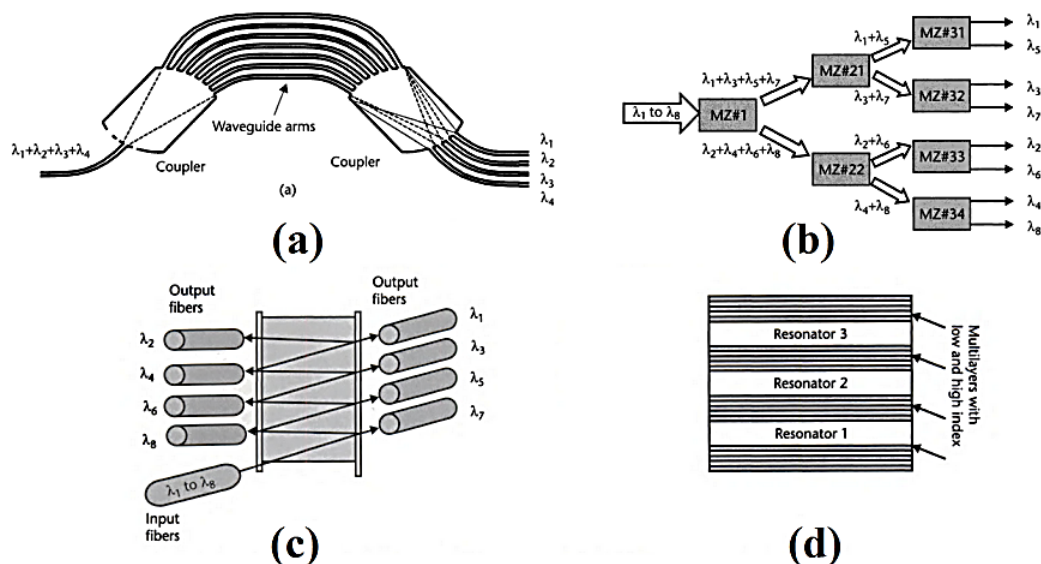 λ₁+λ₂+λ₃+λ₄
Coupler
Waveguide arms
Coupler
λ₁
λ₂
λ₃
λ₄
(a)
(a)
λ₁ to λ₈
MZ#1
λ₁+λ₃+λ₅+λ₇
λ₂+λ₄+λ₆+λ₈
MZ#21
MZ#22
λ₁+λ₅
λ₃+λ₇
λ₂+λ₆
λ₄+λ₈
MZ#31
MZ#32
MZ#33
MZ#34
λ₁
λ₅
λ₃
λ₇
λ₂
λ₆
λ₄
λ₈
(b)
Output
fibers
λ₂
λ₄
λ₆
λ₈
Output
fibers
λ₁
λ₃
λ₅
λ₇
λ₁ to λ₈
Input
fibers
(c)
Resonator 3
Resonator 2
Resonator 1
Multilayers with
low and high index
(d)